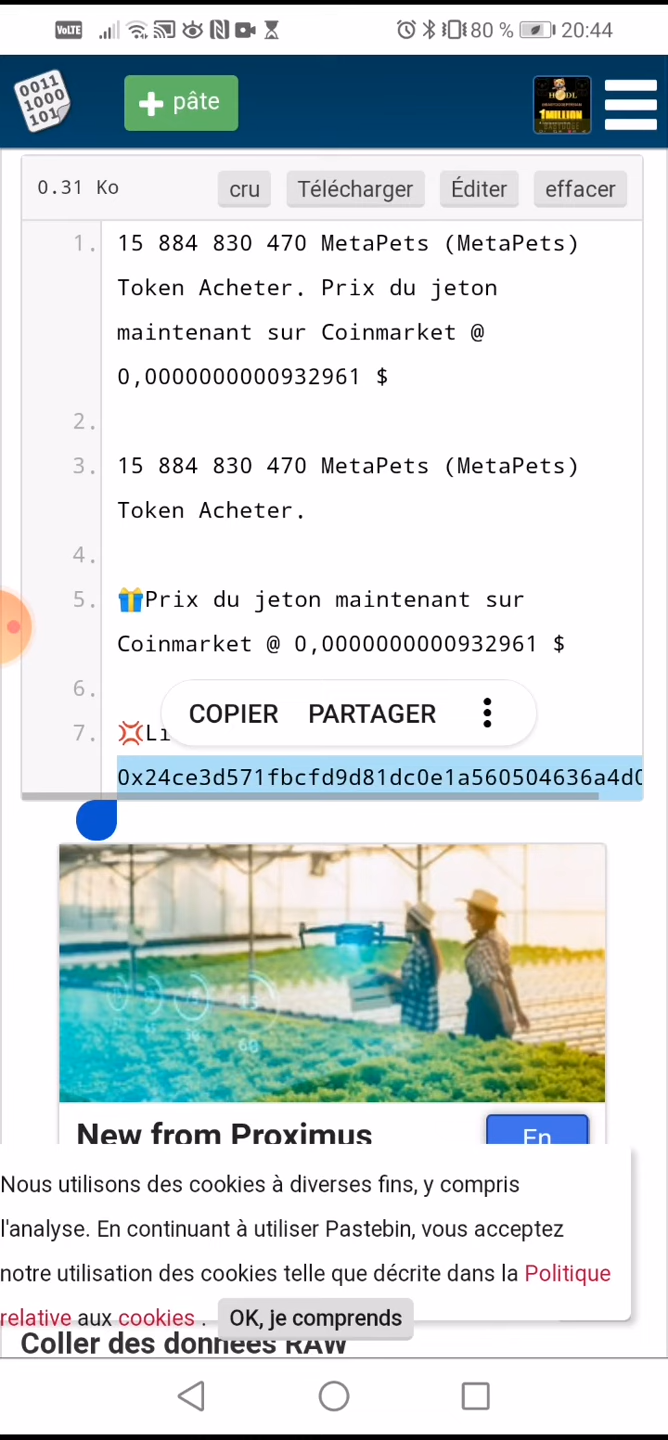 VoLTE 80 % 20:44
0011
1000
101
+ pâte
HODL
1MILLION
0.31 Ko cru Télécharger Éditer effacer
1. 15 884 830 470 MetaPets (MetaPets)
Token Acheter. Prix du jeton
maintenant sur Coinmarket @
0,0000000000932961 $
2.
3. 15 884 830 470 MetaPets (MetaPets)
Token Acheter.
4.
5. 🎁Prix du jeton maintenant sur
Coinmarket @ 0,0000000000932961 $
6.
COPIER PARTAGER
7. 💢Li
0x24ce3d571fbcfd9d81dc0e1a560504636a4d0
60
New from Proximus
En
Nous utilisons des cookies à diverses fins, y compris
l'analyse. En continuant à utiliser Pastebin, vous acceptez
notre utilisation des cookies telle que décrite dans la Politique
relative aux cookies . OK, je comprends
Coller des données RAW